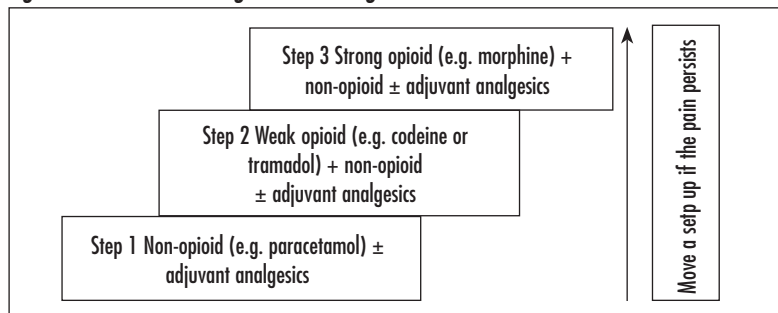 Step 3 Strong opioid (e.g. morphine) +
non-opioid ± adjuvant analgesics
Step 2 Weak opioid (e.g. codeine or
tramadol) + non-opioid
± adjuvant analgesics
Step 1 Non-opioid (e.g. paracetamol) ±
adjuvant analgesics
Move a setp up if the pain persists